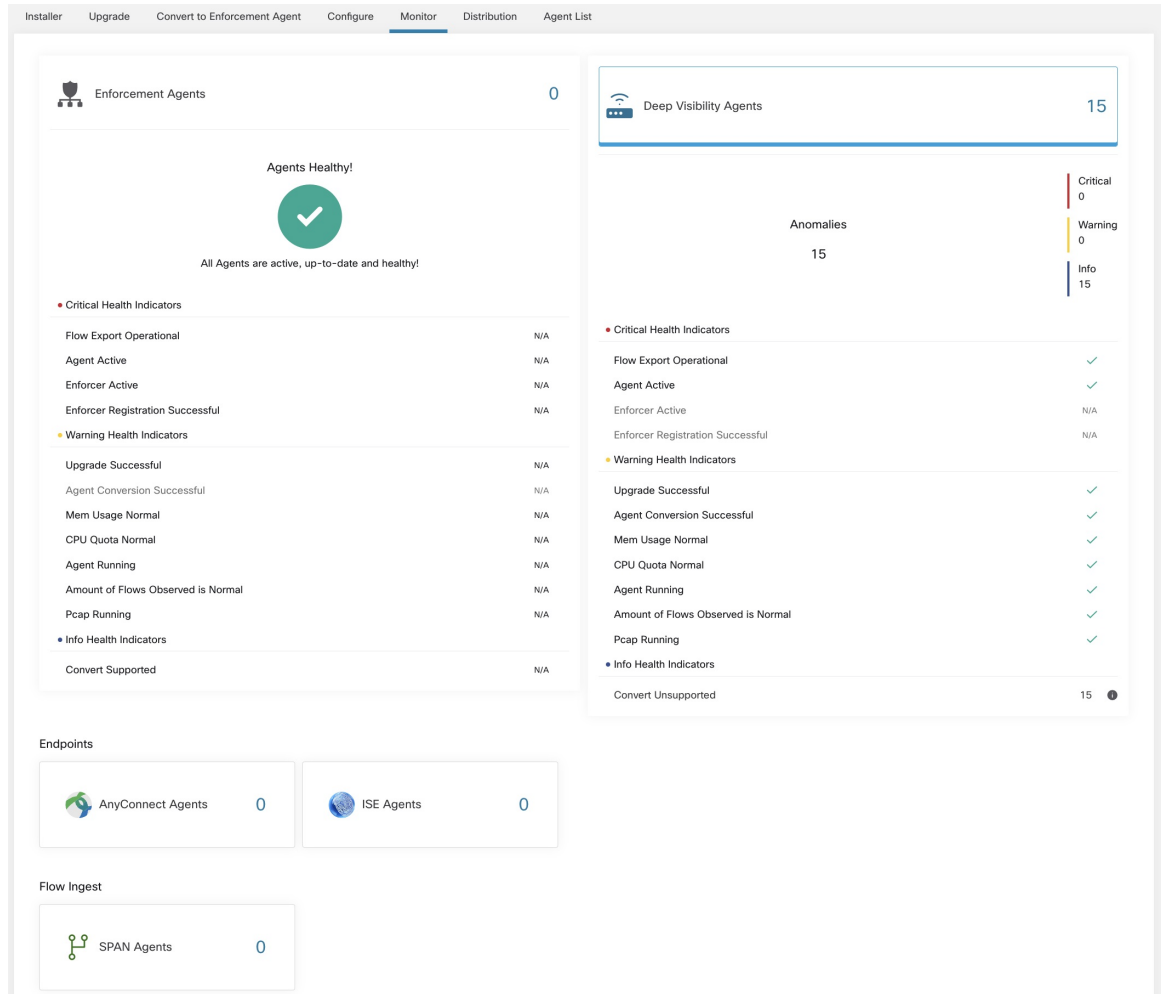 Installer Upgrade Convert to Enforcement Agent Configure Monitor Distribution Agent List
Enforcement Agents 0
Agents Healthy!
All Agents are active, up-to-date and healthy!
Critical Health Indicators
Flow Export Operational N/A
Agent Active N/A
Enforcer Active N/A
Enforcer Registration Successful N/A
Warning Health Indicators
Upgrade Successful N/A
Agent Conversion Successful N/A
Mem Usage Normal N/A
CPU Quota Normal N/A
Agent Running N/A
Amount of Flows Observed is Normal N/A
Pcap Running N/A
Info Health Indicators
Convert Supported N/A
Deep Visibility Agents 15
Anomalies
15
Critical
0
Warning
0
Info
15
Critical Health Indicators
Flow Export Operational
Agent Active
Enforcer Active N/A
Enforcer Registration Successful N/A
Warning Health Indicators
Upgrade Successful
Agent Conversion Successful
Mem Usage Normal
CPU Quota Normal
Agent Running
Amount of Flows Observed is Normal
Pcap Running
Info Health Indicators
Convert Unsupported 15
Endpoints
AnyConnect Agents 0
ISE Agents 0
Flow Ingest
SPAN Agents 0